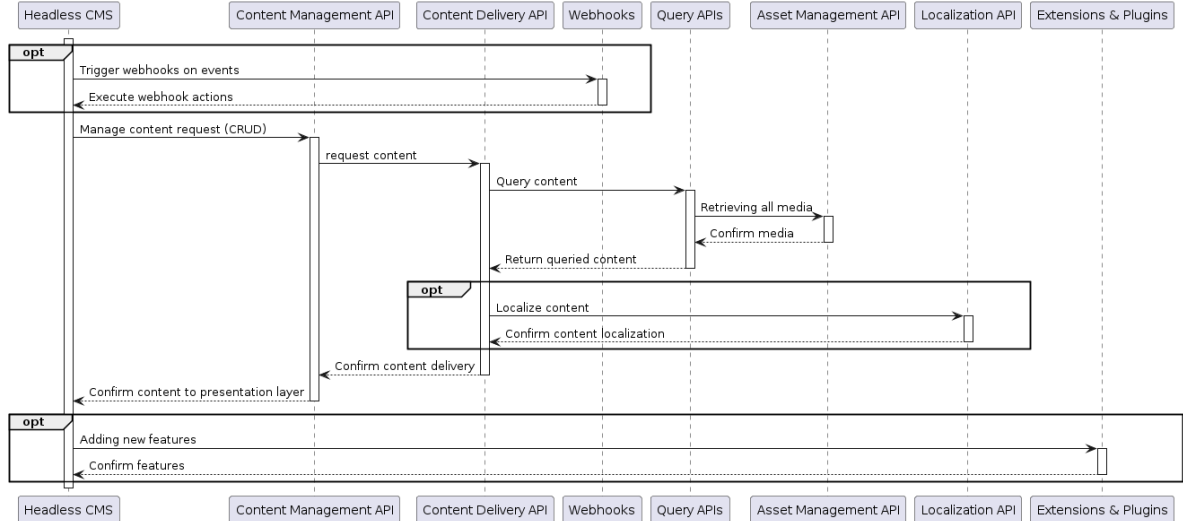 Headless CMS Content Management API Content Delivery API Webhooks Query APIs Asset Management API Localization API Extensions & Plugins
opt
Trigger webhooks on events
Execute webhook actions
Manage content request (CRUD)
request content
Query content
Retrieving all media
Confirm media
Return queried content
opt
Localize content
Confirm content localization
Confirm content delivery
Confirm content to presentation layer
opt
Adding new features
Confirm features
Headless CMS Content Management API Content Delivery API Webhooks Query APIs Asset Management API Localization API Extensions & Plugins